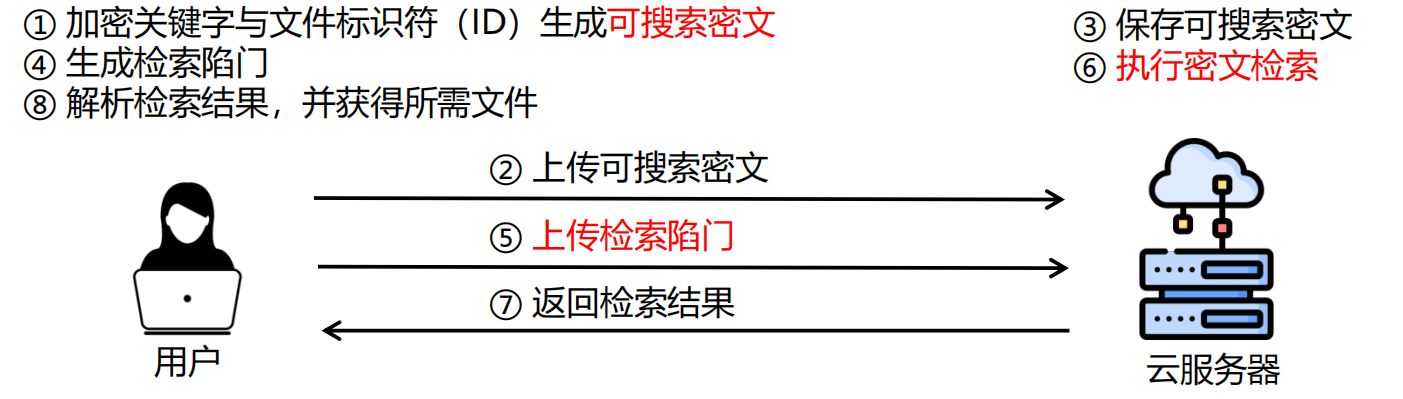 ① 加密关键字与文件标识符（ID）生成可搜索密文
④ 生成检索陷门
⑧ 解析检索结果，并获得所需文件
③ 保存可搜索密文
⑥ 执行密文检索
② 上传可搜索密文
⑤ 上传检索陷门
⑦ 返回检索结果
用户
云服务器